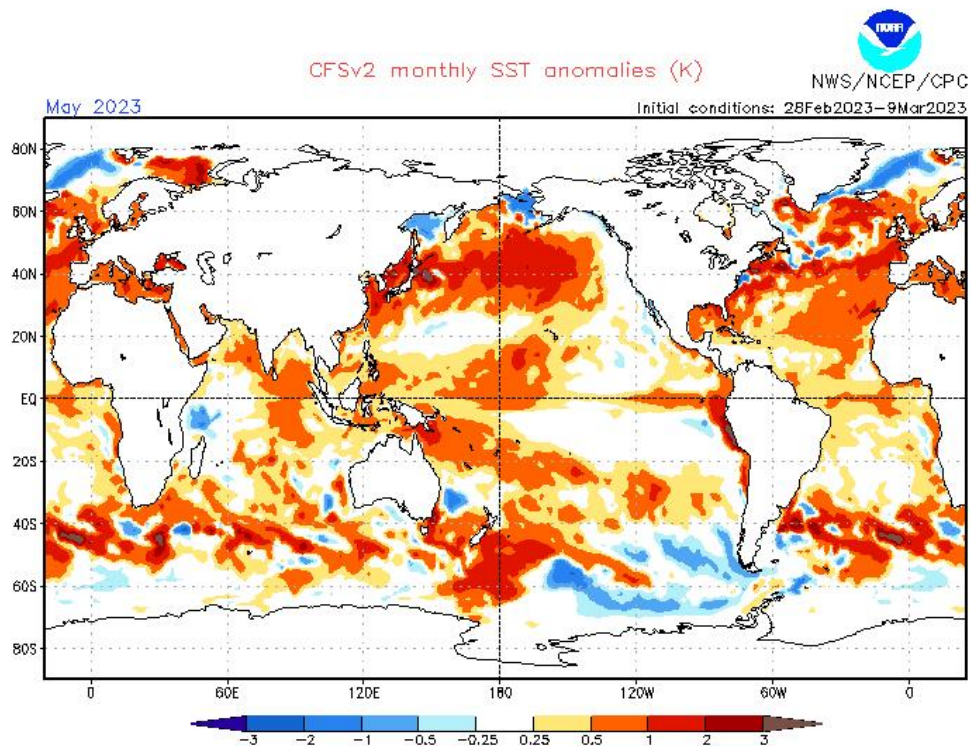 NOAA
CFSv2 monthly SST anomalies (K)
NWS/NCEP/CPC
May 2023
Initial conditions: 28Feb2023-9Mar2023
80N
60N
40N
20N
EQ
20S
40S
60S
80S
0 60E 120E 180 120W 60W 0
-3 -2 -1 -0.5 -0.25 0.25 0.5 1 2 3